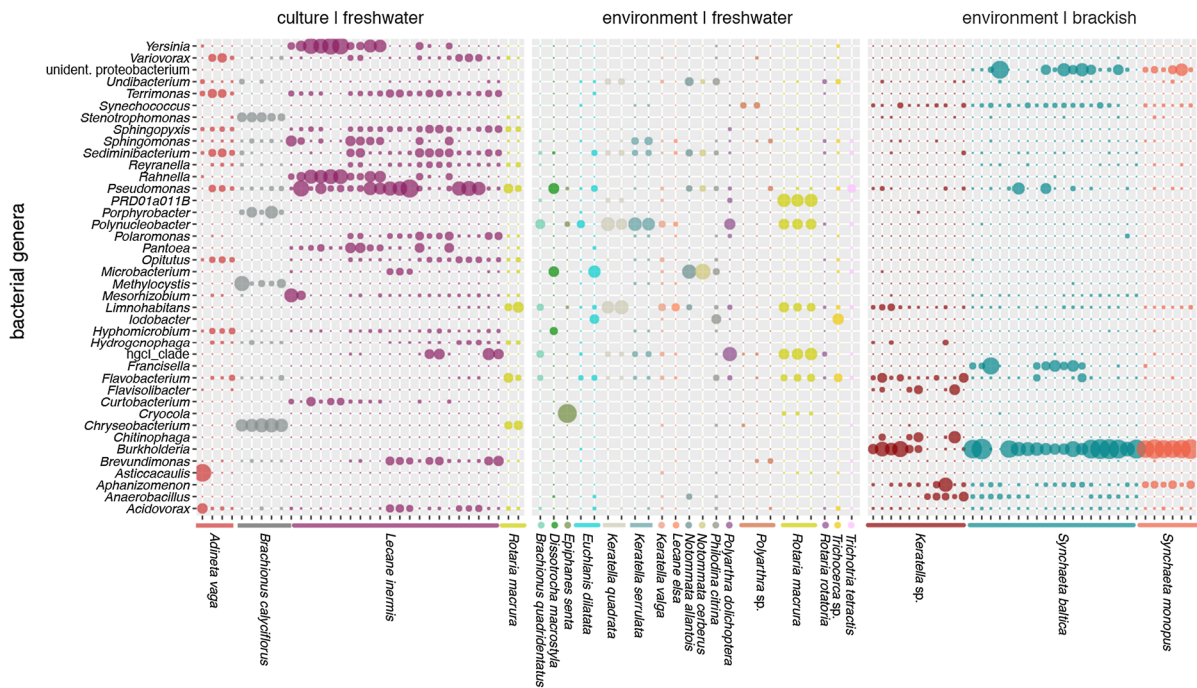 culture I freshwater
environment I freshwater
environment I brackish
bacterial genera
Yersinia
Variovorax
unident. proteobacterium
Undibacterium
Terrimonas
Synechococcus
Stenotrophomonas
Sphingopyxis
Sphingomonas
Sediminibacterium
Reyranella
Rahnella
Pseudomonas
PRD01a011B
Porphyrobacter
Polynucleobacter
Polaromonas
Pantoea
Opitutus
Microbacterium
Methylocystis
Mesorhizobium
Limnohabitans
Iodobacter
Hyphomicrobium
Hydrogenophaga
hgcI_clade
Francisella
Flavobacterium
Flavisolibacter
Curtobacterium
Cryocola
Chryseobacterium
Chitinophaga
Burkholderia
Brevundimonas
Asticcacaulis
Aphanizomenon
Anaerobacillus
Acidovorax
Adineta vaga
Brachionus calyciflorus
Lecane inermis
Rotaria macrura
Brachionus quadridentatus
Dissotrocha macrostyla
Epiphanes senta
Euchlanis dilatata
Keratella quadrata
Keratella serrulata
Keratella valga
Lecane elsa
Notommata allantois
Notommata cerberus
Philodina citrina
Polyarthra dolichoptera
Polyarthra sp.
Rotaria macrura
Rotaria rotatoria
Trichocerca sp.
Trichotria tetractis
Keratella sp.
Synchaeta baltica
Synchaeta monopus